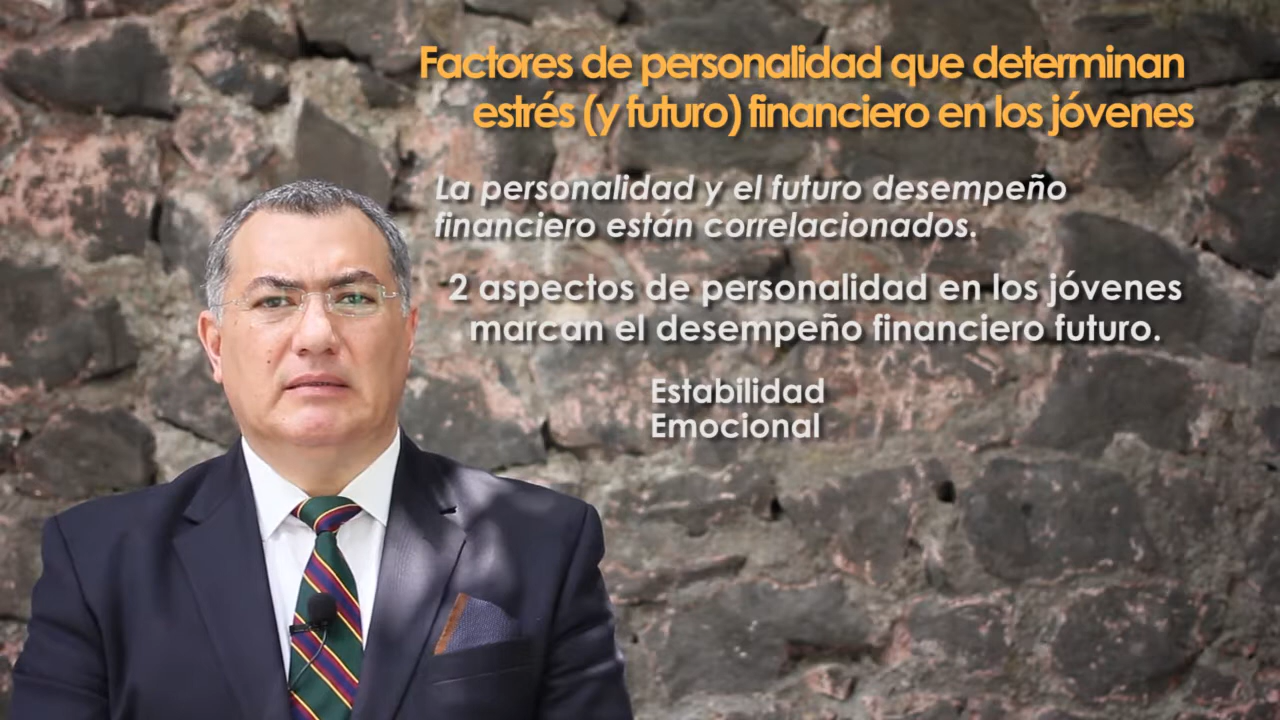 Factores de personalidad que determinan
estrés (y futuro) financiero en los jóvenes
La personalidad y el futuro desempeño
financiero están correlacionados.
2 aspectos de personalidad en los jóvenes
marcan el desempeño financiero futuro.
Estabilidad
Emocional